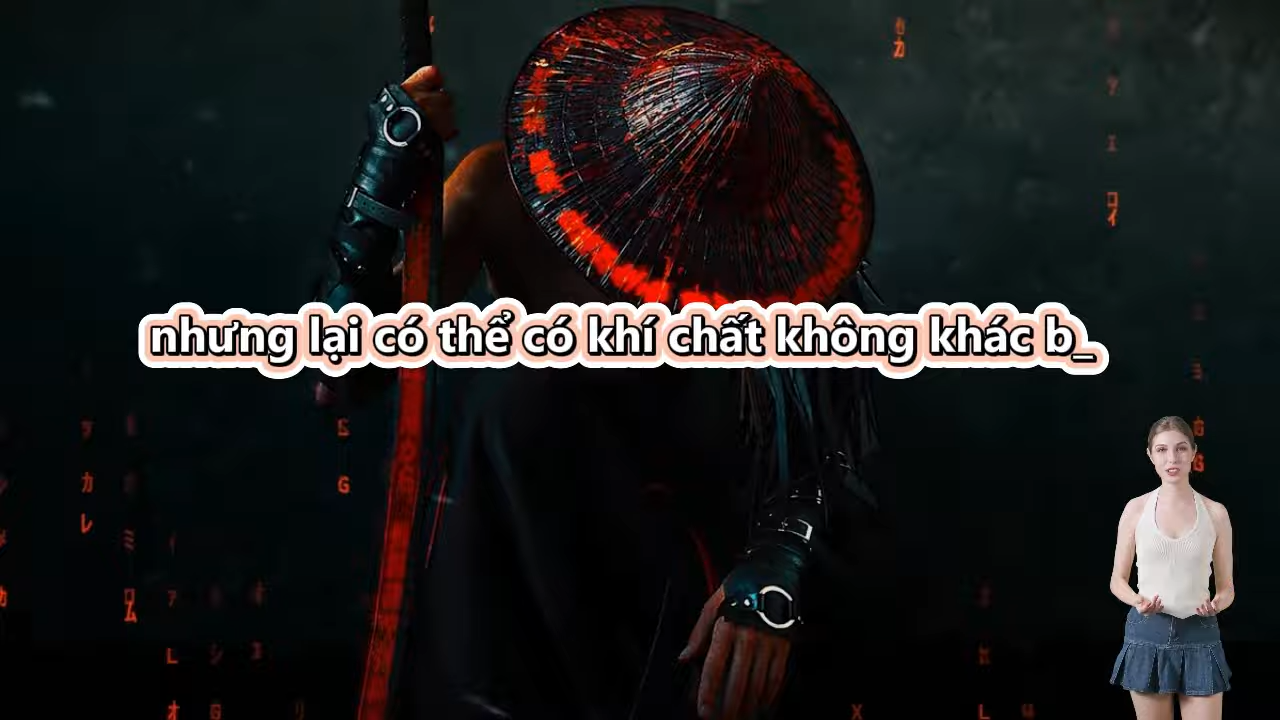 nhưng lại có thể có khí chất không khác b_